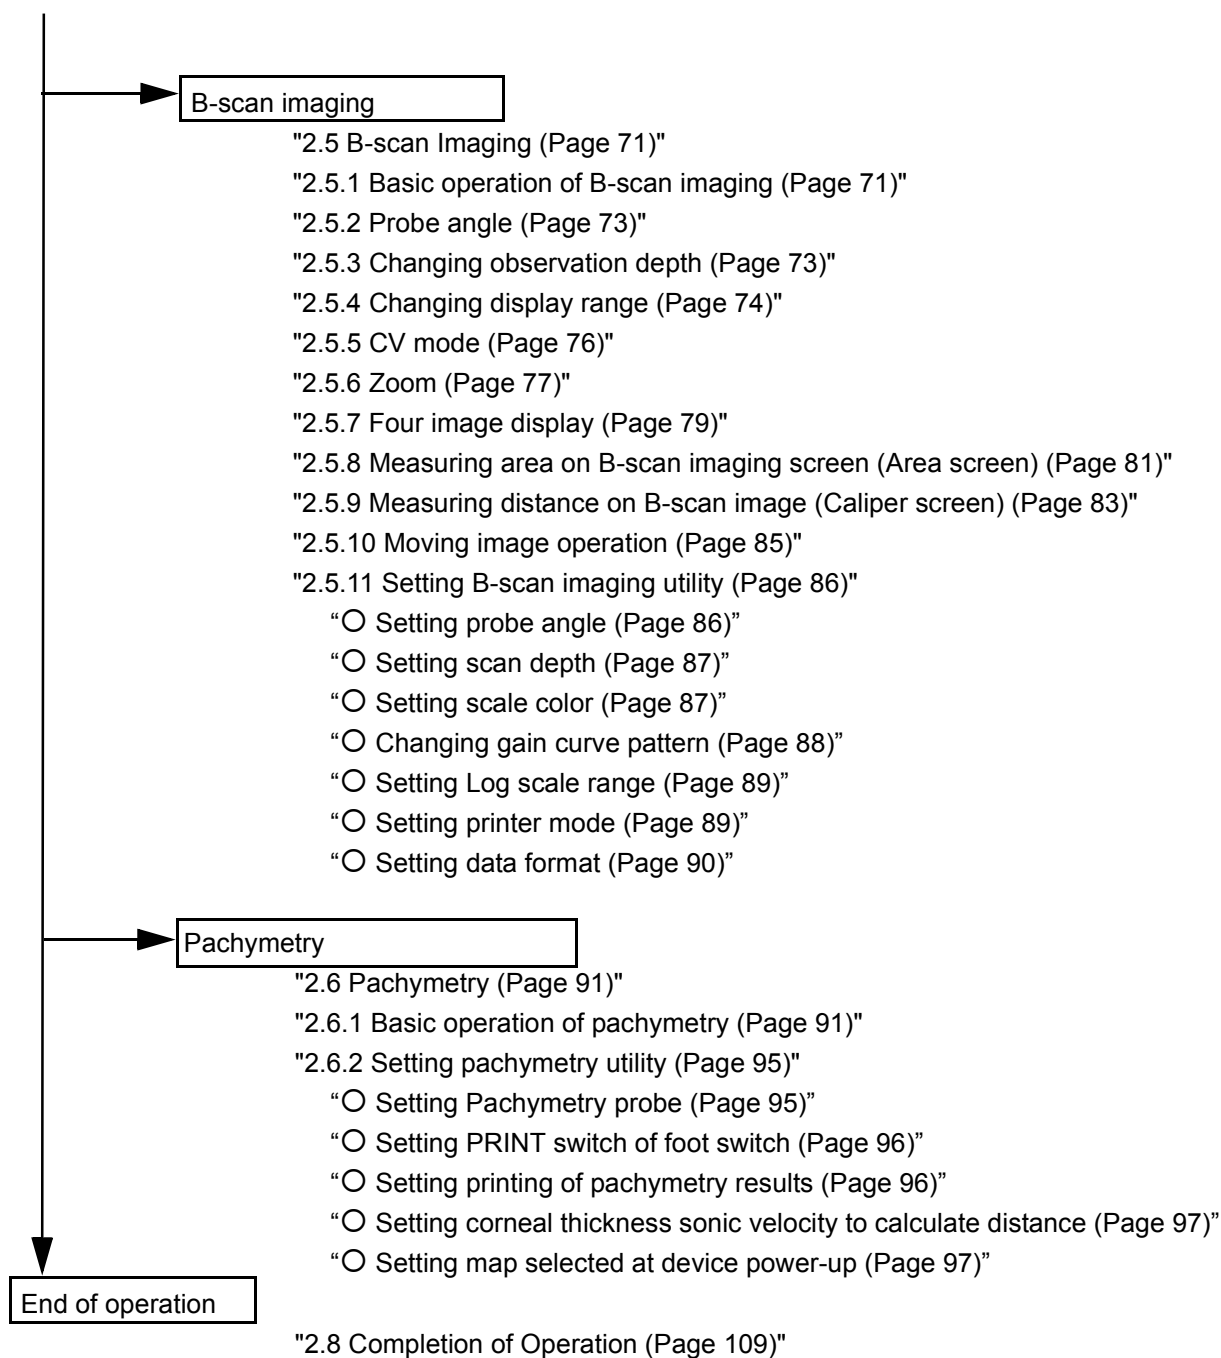 B-scan imaging
"2.5 B-scan Imaging (Page 71)"
"2.5.1 Basic operation of B-scan imaging (Page 71)"
"2.5.2 Probe angle (Page 73)"
"2.5.3 Changing observation depth (Page 73)"
"2.5.4 Changing display range (Page 74)"
"2.5.5 CV mode (Page 76)"
"2.5.6 Zoom (Page 77)"
"2.5.7 Four image display (Page 79)"
"2.5.8 Measuring area on B-scan imaging screen (Area screen) (Page 81)"
"2.5.9 Measuring distance on B-scan image (Caliper screen) (Page 83)"
"2.5.10 Moving image operation (Page 85)"
"2.5.11 Setting B-scan imaging utility (Page 86)"
“○ Setting probe angle (Page 86)”
“○ Setting scan depth (Page 87)”
“○ Setting scale color (Page 87)”
“○ Changing gain curve pattern (Page 88)”
“○ Setting Log scale range (Page 89)”
“○ Setting printer mode (Page 89)”
“○ Setting data format (Page 90)”
Pachymetry
"2.6 Pachymetry (Page 91)"
"2.6.1 Basic operation of pachymetry (Page 91)"
"2.6.2 Setting pachymetry utility (Page 95)"
“○ Setting Pachymetry probe (Page 95)”
“○ Setting PRINT switch of foot switch (Page 96)”
“○ Setting printing of pachymetry results (Page 96)”
“○ Setting corneal thickness sonic velocity to calculate distance (Page 97)”
“○ Setting map selected at device power-up (Page 97)”
End of operation
"2.8 Completion of Operation (Page 109)"